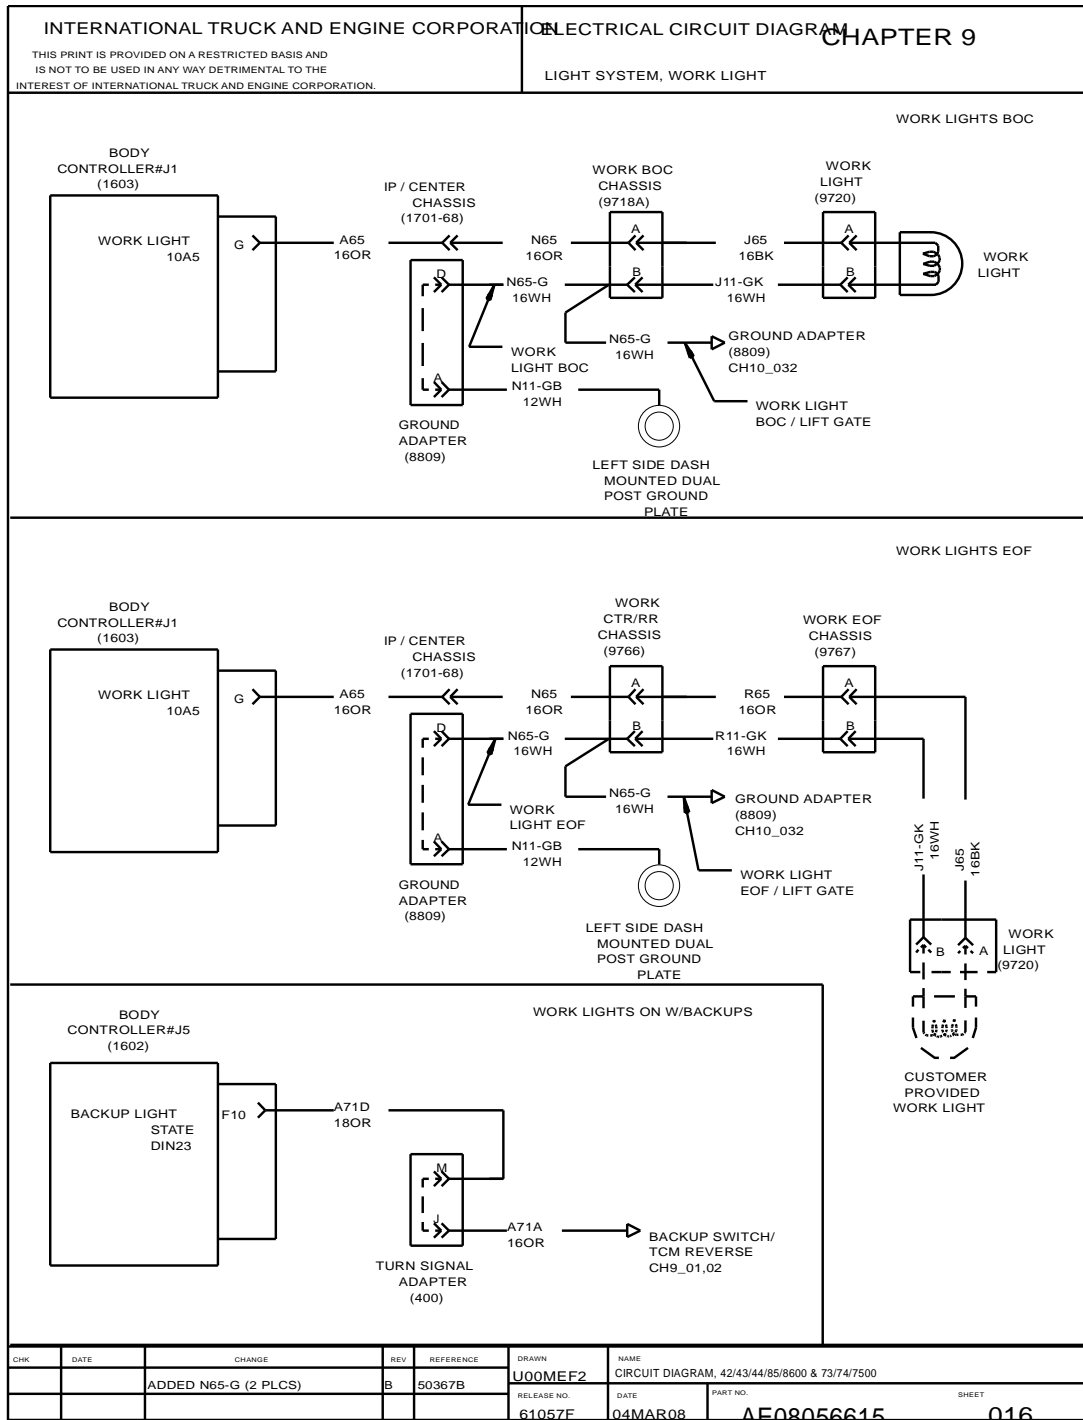 INTERNATIONAL TRUCK AND ENGINE CORPORATION
THIS PRINT IS PROVIDED ON A RESTRICTED BASIS AND
IS NOT TO BE USED IN ANY WAY DETRIMENTAL TO THE
INTEREST OF INTERNATIONAL TRUCK AND ENGINE CORPORATION.
ELECTRICAL CIRCUIT DIAGRAM
CHAPTER 9
LIGHT SYSTEM, WORK LIGHT
WORK LIGHTS BOC
BODY
CONTROLLER#J1
(1603)
WORK LIGHT
10A5
G
A65
16OR
IP / CENTER
CHASSIS
(1701-68)
N65
16OR
WORK BOC
CHASSIS
(9718A)
A
B
J65
16BK
WORK
LIGHT
(9720)
A
B
WORK
LIGHT
D
N65-G
16WH
J11-GK
16WH
WORK
LIGHT BOC
N65-G
16WH
GROUND ADAPTER
(8809)
CH10_032
A
N11-GB
12WH
WORK LIGHT
BOC / LIFT GATE
GROUND
ADAPTER
(8809)
LEFT SIDE DASH
MOUNTED DUAL
POST GROUND
PLATE
WORK LIGHTS EOF
BODY
CONTROLLER#J1
(1603)
WORK LIGHT
10A5
G
A65
16OR
IP / CENTER
CHASSIS
(1701-68)
N65
16OR
WORK
CTR/RR
CHASSIS
(9766)
A
B
R65
16OR
WORK EOF
CHASSIS
(9767)
A
B
D
N65-G
16WH
R11-GK
16WH
WORK
LIGHT EOF
N65-G
16WH
GROUND ADAPTER
(8809)
CH10_032
A
N11-GB
12WH
WORK LIGHT
EOF / LIFT GATE
J11-GK
16WH
J65
16BK
GROUND
ADAPTER
(8809)
LEFT SIDE DASH
MOUNTED DUAL
POST GROUND
PLATE
B
A
WORK
LIGHT
(9720)
CUSTOMER
PROVIDED
WORK LIGHT
WORK LIGHTS ON W/BACKUPS
BODY
CONTROLLER#J5
(1602)
BACKUP LIGHT
STATE
DIN23
F10
A71D
18OR
M
J
A71A
16OR
BACKUP SWITCH/
TCM REVERSE
CH9_01,02
TURN SIGNAL
ADAPTER
(400)
CHK DATE CHANGE REV REFERENCE
ADDED N65-G (2 PLCS) B 50367B
DRAWN
U00MEF2
NAME
CIRCUIT DIAGRAM, 42/43/44/85/8600 & 73/74/7500
RELEASE NO.
61057F
DATE
04MAR08
PART NO.
AE08056615
SHEET
016